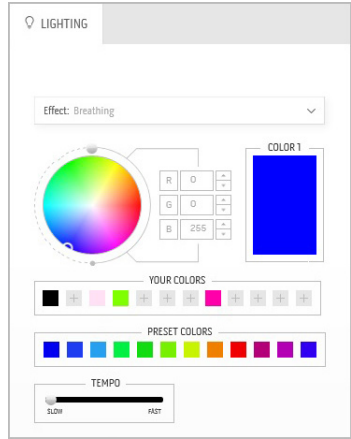 LIGHTING
Effect: Breathing
COLOR 1
R 0
G 0
B 255
YOUR COLORS
PRESET COLORS
TEMPO
SLOW FAST